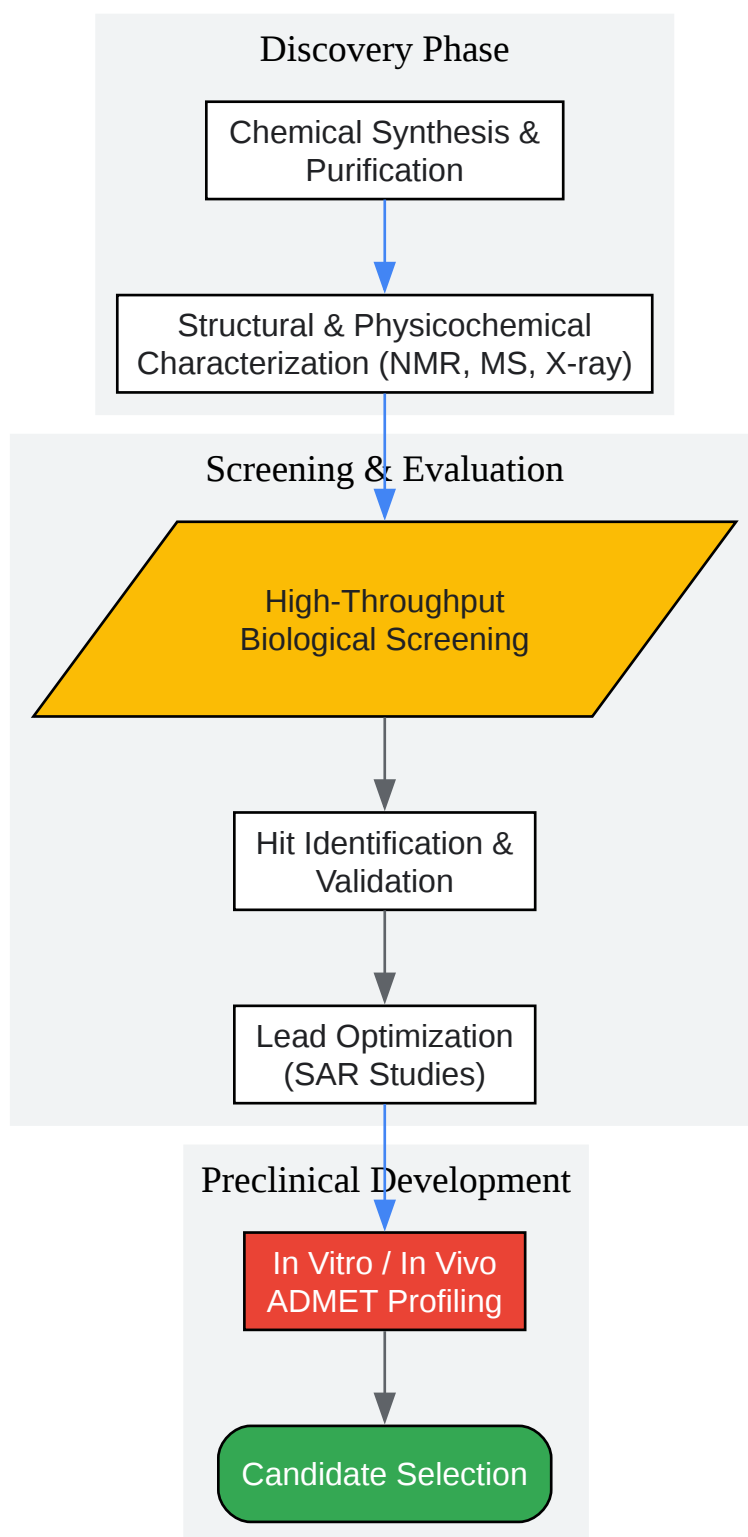 Discovery Phase
Chemical Synthesis &
Purification
Structural & Physicochemical
Characterization (NMR, MS, X-ray)
Screening & Evaluation
High-Throughput
Biological Screening
Hit Identification &
Validation
Lead Optimization
(SAR Studies)
Preclinical Development
In Vitro / In Vivo
ADMET Profiling
Candidate Selection